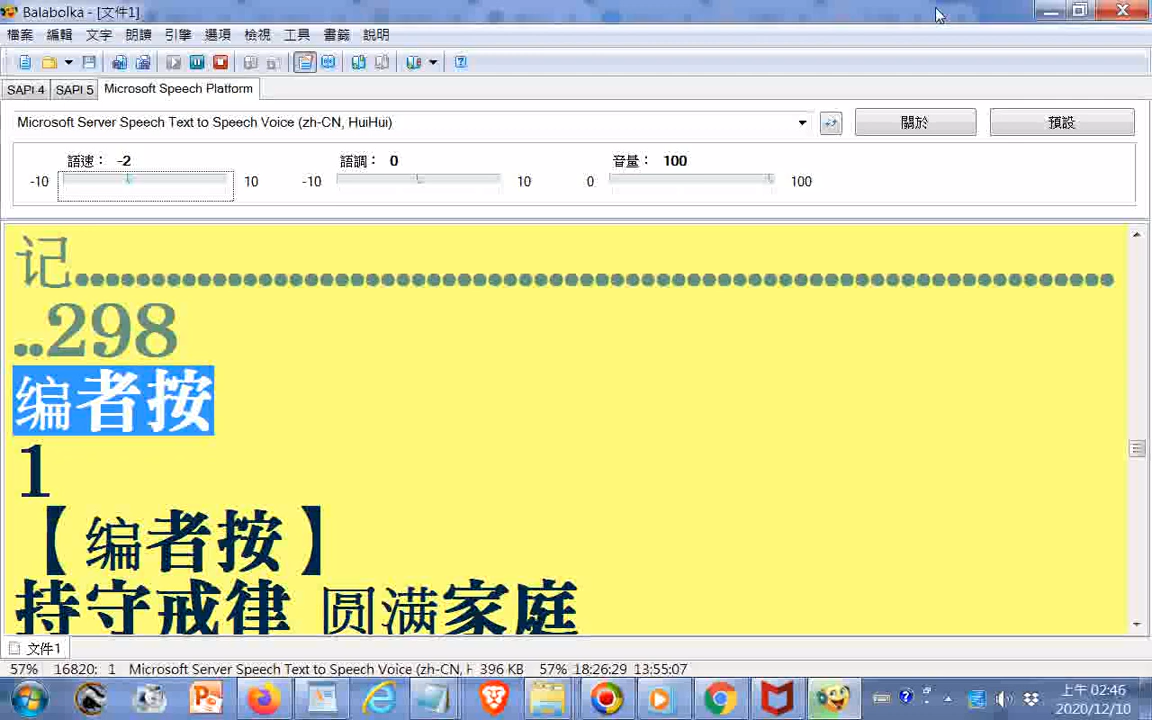 Balabolka - [文件1]
檔案 編輯 文字 朗讀 引擎 選項 檢視 工具 書籤 說明
SAPI 4 SAPI 5 Microsoft Speech Platform
Microsoft Server Speech Text to Speech Voice (zh-CN, HuiHui) 關於 預設
語速： -2 語調： 0 音量： 100
-10 10 -10 10 0 100
记..................................................
..298
编者按
1
【编者按】
持守戒律 圆满家庭
文件1
57% 16820: 1 Microsoft Server Speech Text to Speech Voice (zh-CN, H 396 KB 57% 18:26:29 13:55:07
上午 02:46
2020/12/10